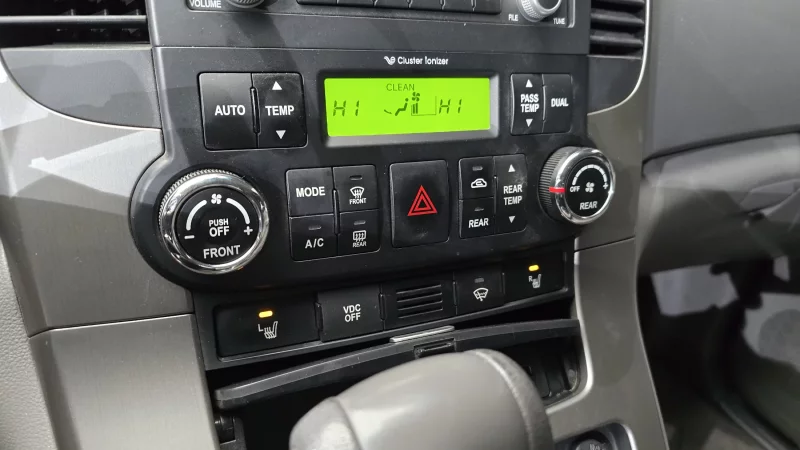 VOLUME
FILE
TUNE
Cluster Ionizer
AUTO
TEMP
CLEAN
HI
HI
PASS
TEMP
DUAL
MODE
FRONT
A/C
REAR
REAR
REAR
TEMP
PUSH
OFF
FRONT
OFF
REAR
L
VDC
OFF
R